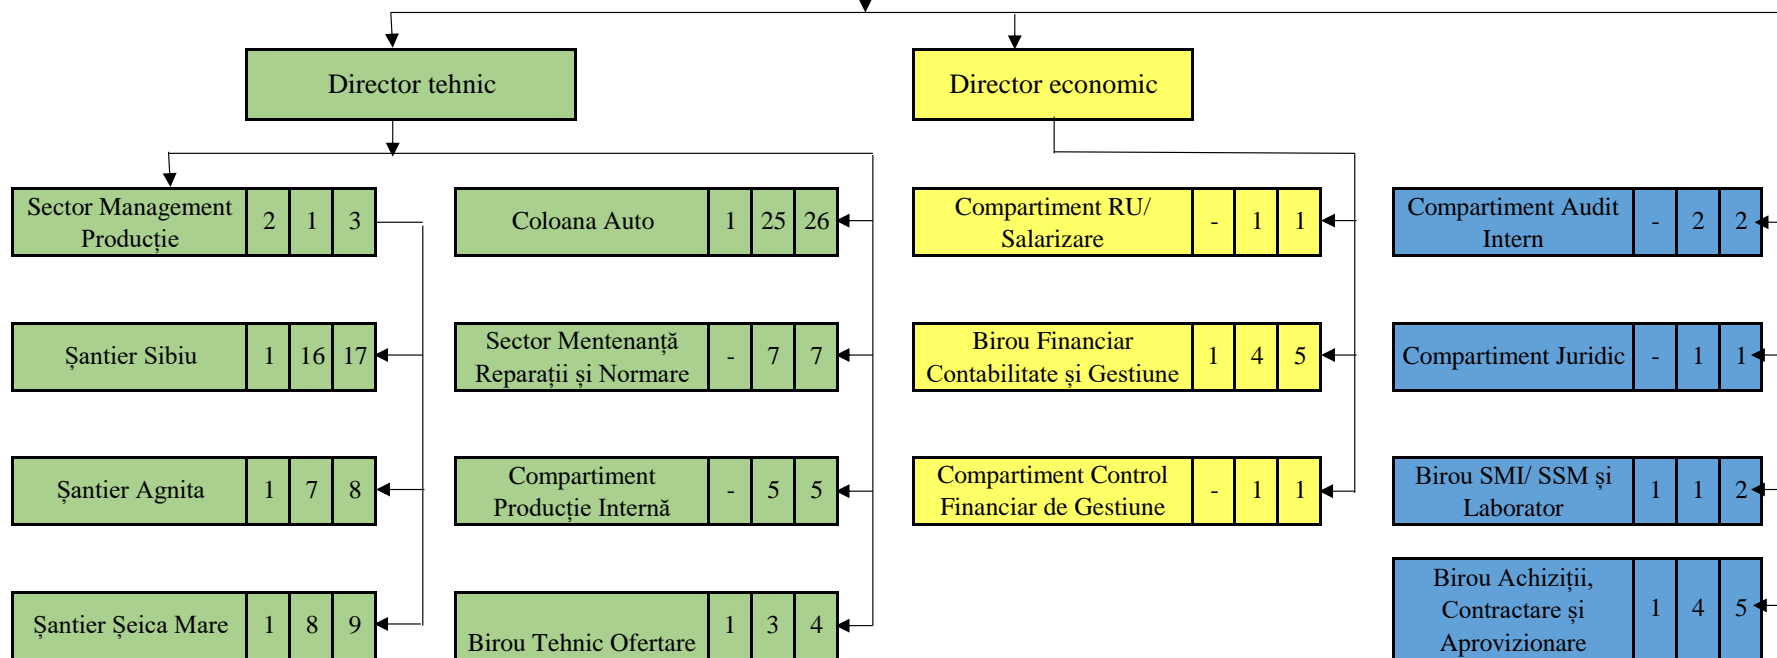 Director tehnic
Director economic
Sector Management
Producție
2 1 3
Coloana Auto 1 25 26
Compartiment RU/
Salarizare
- 1 1
Compartiment Audit
Intern
- 2 2
Șantier Sibiu 1 16 17
Sector Mentenanță
Reparații și Normare
- 7 7
Birou Financiar
Contabilitate și Gestiune
1 4 5
Compartiment Juridic - 1 1
Șantier Agnita 1 7 8
Compartiment
Producție Internă
- 5 5
Compartiment Control
Financiar de Gestiune
- 1 1
Birou SMI/ SSM și
Laborator
1 1 2
Șantier Șeica Mare 1 8 9
Birou Tehnic Ofertare 1 3 4
Birou Achiziții,
Contractare și
Aprovizionare
1 4 5